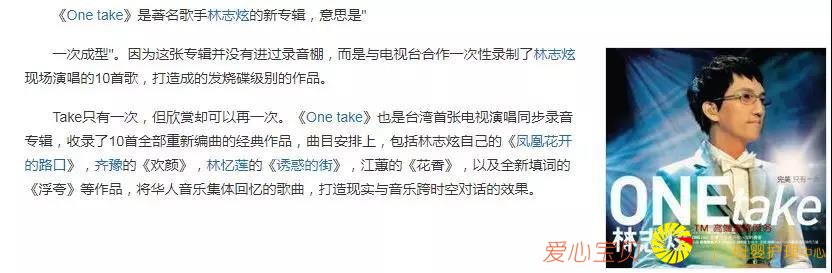 《One take》是著名歌手林志炫的新专辑，意思是"
一次成型"。因为这张专辑并没有进过录音棚，而是与电视台合作一次性录制了林志炫
现场演唱的10首歌，打造成的发烧碟级别的作品。
Take只有一次，但欣赏却可以再一次。《One take》也是台湾首张电视演唱同步录音
专辑，收录了10首全部重新编曲的经典作品，曲目安排上，包括林志炫自己的《凤凰花开
的路口》，齐豫的《欢颜》，林忆莲的《诱惑的街》，江蕙的《花香》，以及全新填词的
《浮夸》等作品，将华人音乐集体回忆的歌曲，打造现实与音乐跨时空对话的效果。
完美 只有一
ONE take
林志
TM 高端
服务
爱心宝贝
母婴护理中心